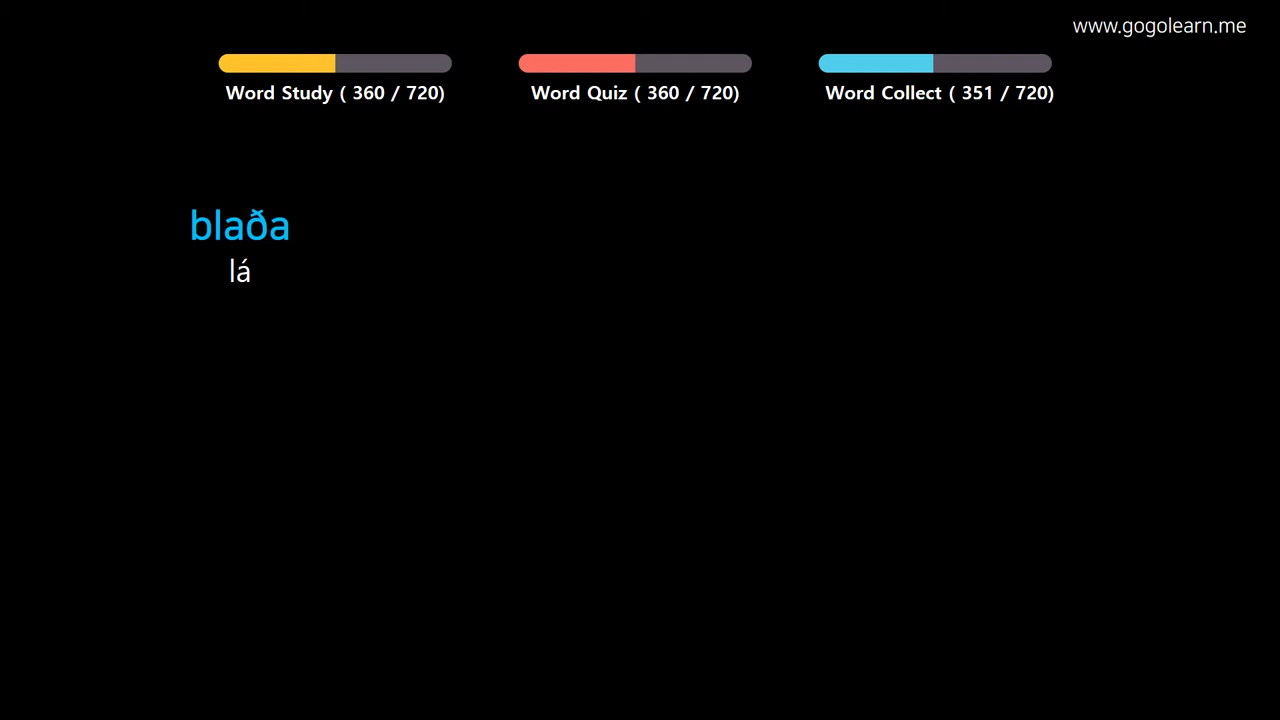 www.gogolearn.me
Word Study ( 360 / 720)
Word Quiz ( 360 / 720)
Word Collect ( 351 / 720)
blaða
lá